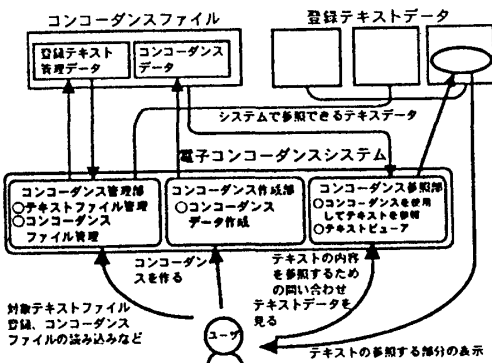 コンコーダンスファイル
登録テキストデータ
登録テキスト
管理データ
コンコーダンス
データ
システムで参照できるテキスデータ
電子コンコーダンスシステム
コンコーダンス管理部
○テキストファイル管理
○コンコーダンス
ファイル管理
コンコーダンス作成部
○コンコーダンス
データ作成
コンコーダンス参照部
○コンコーダンスを使用
してテキストを参照
○テキストビューア
コンコーダン
スを作る
テキストの内容
を参照するため
の問い合わせ
テキストデータを
見る
対象テキストファイル
登録、コンコーダンス
ファイルの読み込みなど
ユーザ
テキストの参照する部分の表示